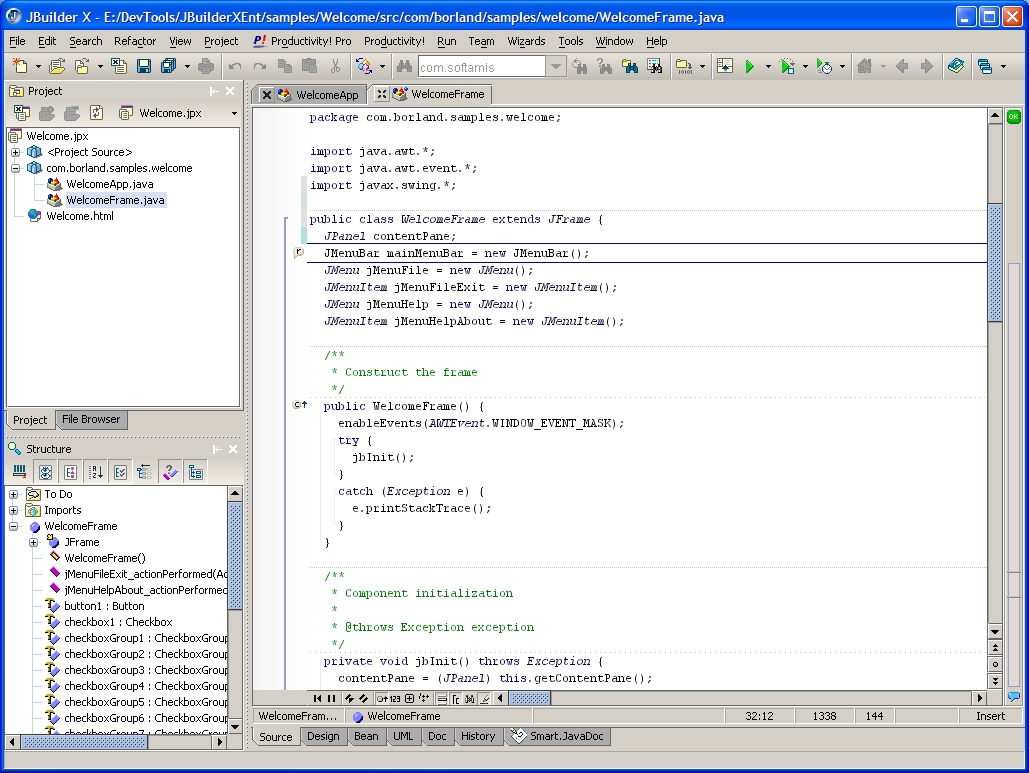 JBuilder X - E:/DevTools/JBuilderXEnt/samples/Welcome/src/com/borland/samples/welcome/WelcomeFrame.java
File Edit Search Refactor View Project P! Productivity! Pro Productivity! Run Team Wizards Tools Window Help
com.softamis
Project
Welcome.jpx
Welcome.jpx
<Project Source>
com.borland.samples.welcome
WelcomeApp.java
WelcomeFrame.java
Welcome.html
Project File Browser
Structure
To Do
Imports
WelcomeFrame
JFrame
WelcomeFrame()
jMenuFileExit_actionPerformed(Ac
jMenuHelpAbout_actionPerformed
button1 : Button
checkbox1 : Checkbox
checkboxGroup1 : CheckboxGroup
checkboxGroup2 : CheckboxGroup
checkboxGroup3 : CheckboxGroup
checkboxGroup4 : CheckboxGroup
checkboxGroup5 : CheckboxGroup
checkboxGroup6 : CheckboxGroup
WelcomeApp WelcomeFrame
OK
package com.borland.samples.welcome;
import java.awt.*;
import java.awt.event.*;
import javax.swing.*;
public class WelcomeFrame extends JFrame {
JPanel contentPane;
JMenuBar mainMenuBar = new JMenuBar();
JMenu jMenuFile = new JMenu();
JMenuItem jMenuFileExit = new JMenuItem();
JMenu jMenuHelp = new JMenu();
JMenuItem jMenuHelpAbout = new JMenuItem();
/**
* Construct the frame
*/
public WelcomeFrame() {
enableEvents(AWTEvent.WINDOW_EVENT_MASK);
try {
jbInit();
}
catch (Exception e) {
e.printStackTrace();
}
}
/**
* Component initialization
*
* @throws Exception exception
*/
private void jbInit() throws Exception {
contentPane = (JPanel) this.getContentPane();
WelcomeFram... WelcomeFrame 32:12 1338 144 Insert
Source Design Bean UML Doc History Smart.JavaDoc